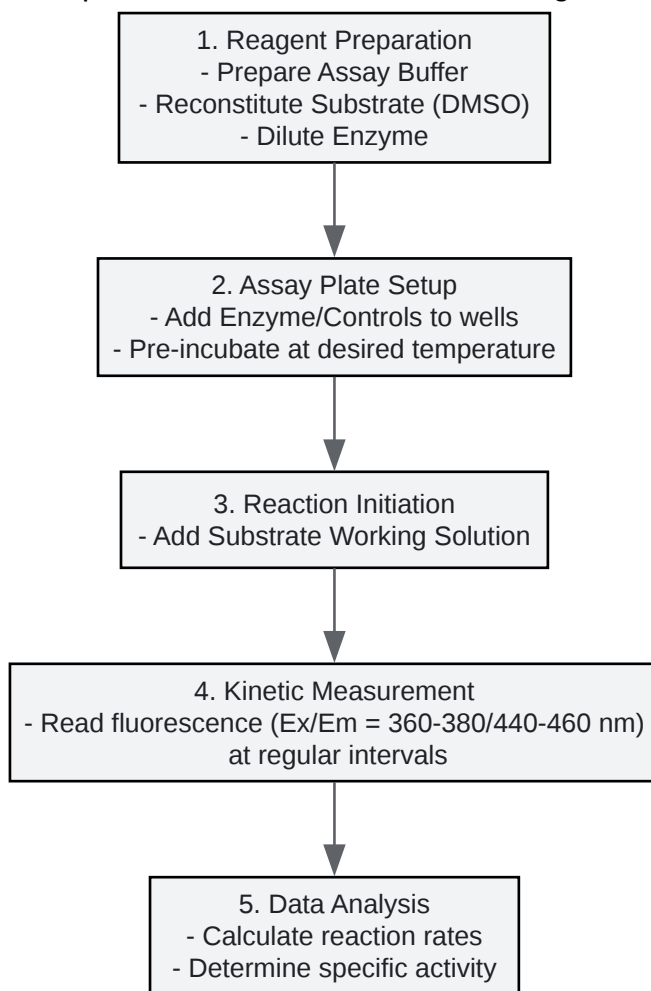 1. Reagent Preparation
- Prepare Assay Buffer
- Reconstitute Substrate (DMSO)
- Dilute Enzyme
2. Assay Plate Setup
- Add Enzyme/Controls to wells
- Pre-incubate at desired temperature
3. Reaction Initiation
- Add Substrate Working Solution
4. Kinetic Measurement
- Read fluorescence (Ex/Em = 360-380/440-460 nm)
at regular intervals
5. Data Analysis
- Calculate reaction rates
- Determine specific activity